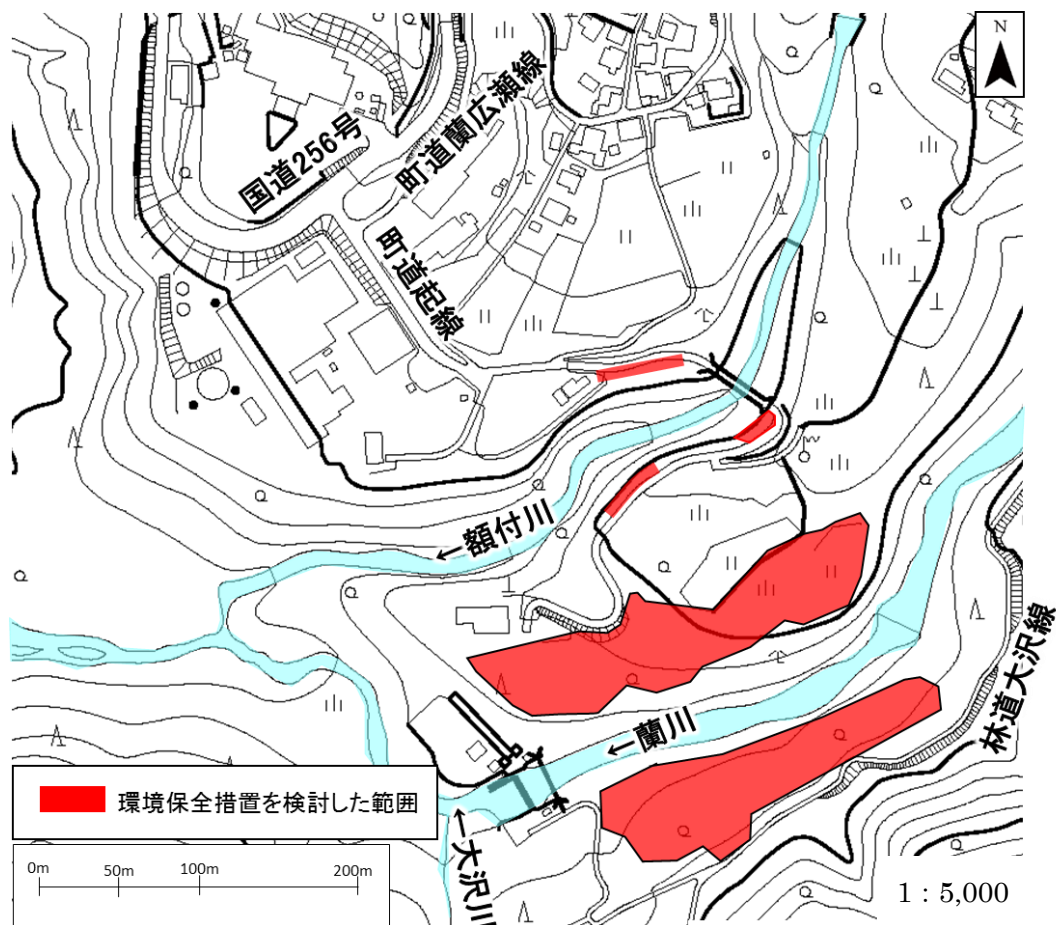 N
国道256号
町道蘭広瀬線
町道起線
←額付川
←蘭川
林道大沢線
←大沢川
環境保全措置を検討した範囲
0m 50m 100m 200m
1 : 5,000